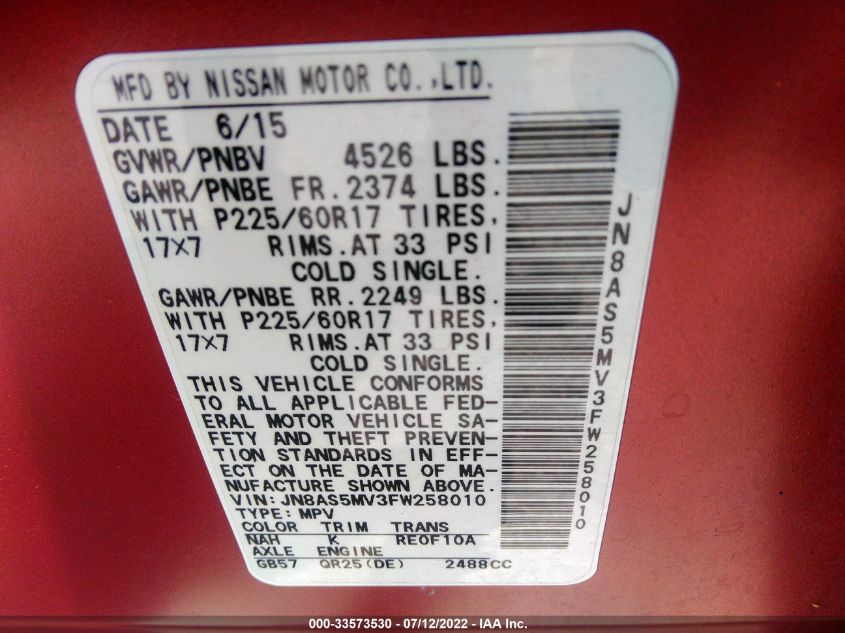 MFD BY NISSAN MOTOR CO.,LTD.
DATE 6/15
GVWR/PNBV 4526 LBS.
GAWR/PNBE FR.2374 LBS.
WITH P225/60R17 TIRES,
17X7 RIMS.AT 33 PSI
COLD SINGLE.
GAWR/PNBE RR.2249 LBS.
WITH P225/60R17 TIRES,
17X7 RIMS.AT 33 PSI
COLD SINGLE.
THIS VEHICLE CONFORMS
TO ALL APPLICABLE FED-
ERAL MOTOR VEHICLE SA-
FETY AND THEFT PREVEN-
TION STANDARDS IN EFF-
ECT ON THE DATE OF MA-
NUFACTURE SHOWN ABOVE.
VIN:JN8AS5MV3FW258010
TYPE:MPV
COLOR TRIM TRANS
NAH K RE0F10A
AXLE ENGINE
GB57 QR25(DE) 2488CC
JN8AS5MV3FW258010
000-33573530 - 07/12/2022 - IAA Inc.